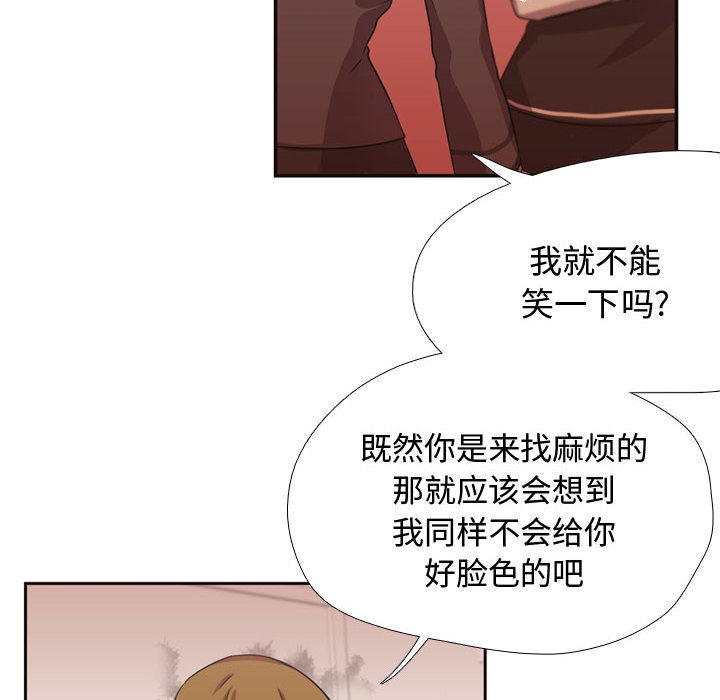 我就不能
笑一下吗?
既然你是来找麻烦的
那就应该会想到
我同样不会给你
好脸色的吧